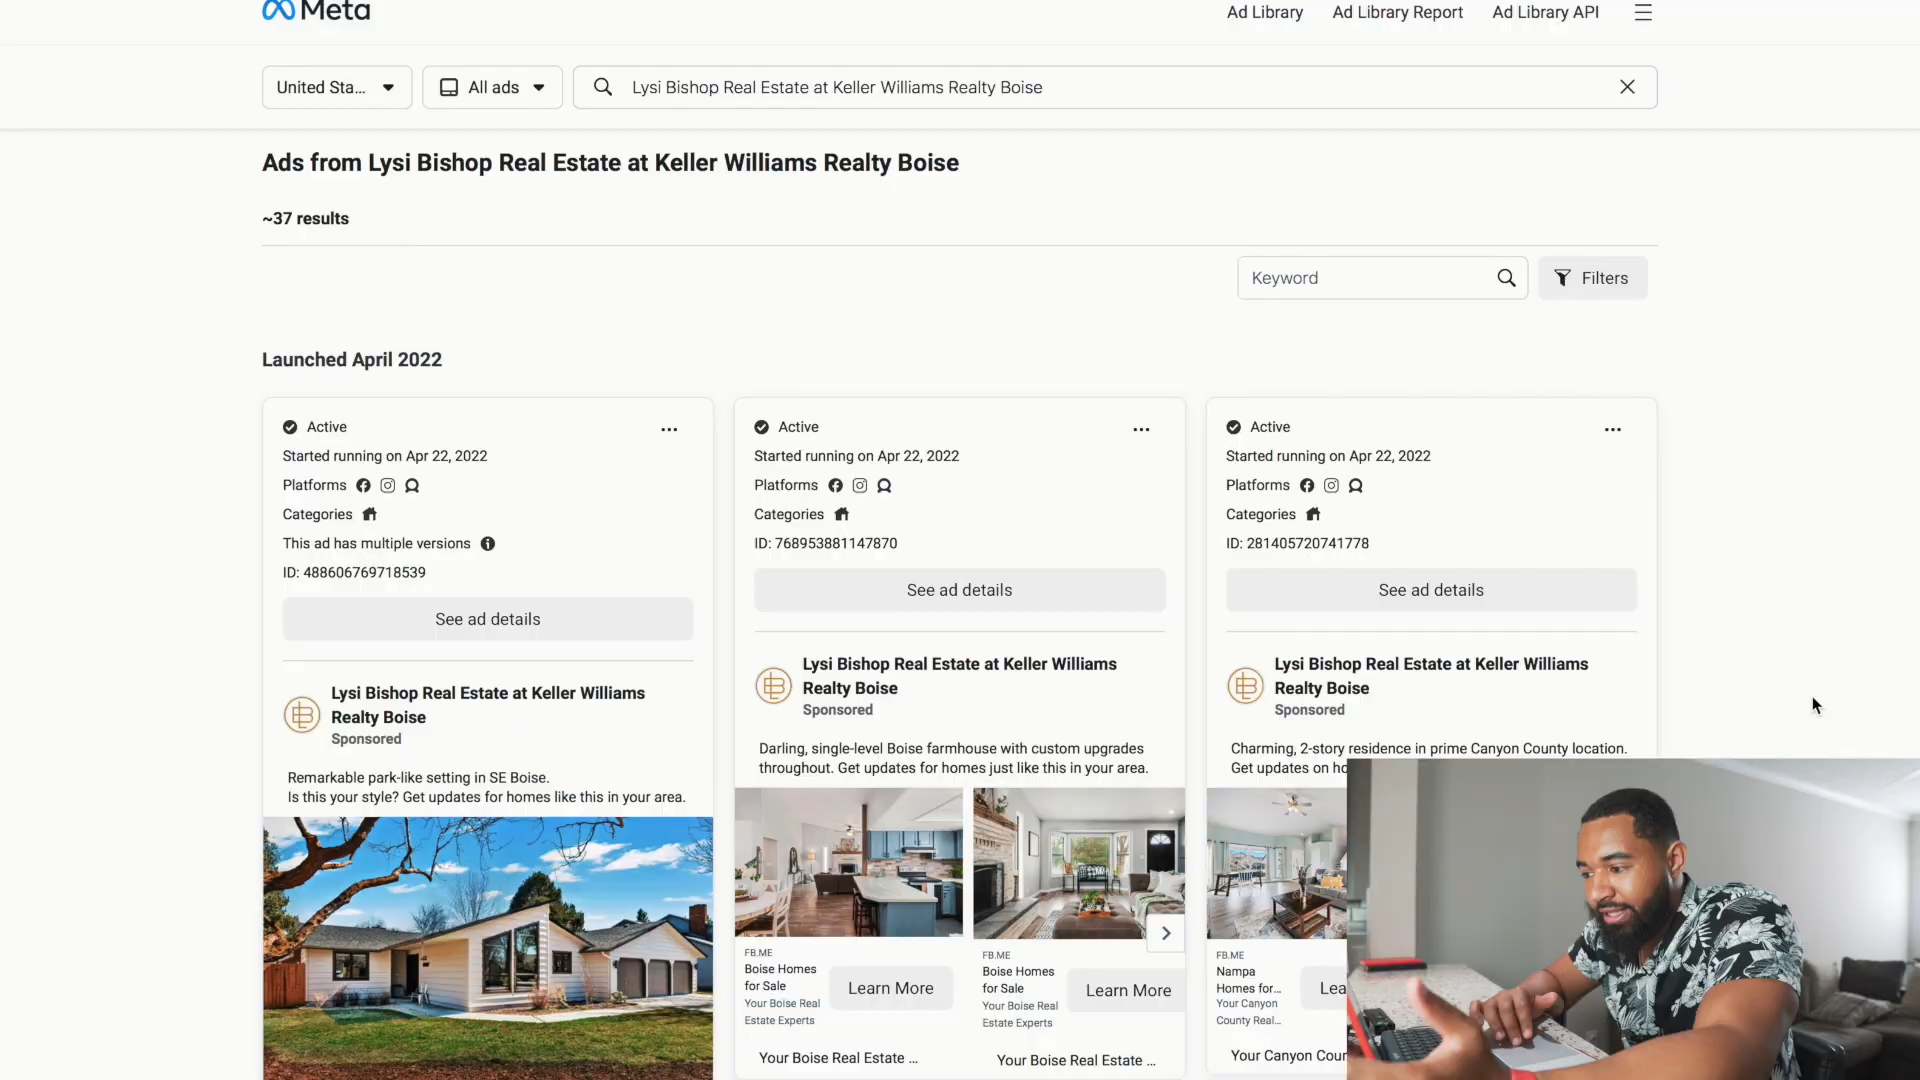 Meta
Ad Library
Ad Library Report
Ad Library API
United Sta...
All ads
Lysi Bishop Real Estate at Keller Williams Realty Boise
Ads from Lysi Bishop Real Estate at Keller Williams Realty Boise
~37 results
Keyword
Filters
Launched April 2022
Active
Started running on Apr 22, 2022
Platforms
Categories
This ad has multiple versions
ID: 488606769718539
See ad details
Lysi Bishop Real Estate at Keller Williams
Realty Boise
Sponsored
Remarkable park-like setting in SE Boise.
Is this your style? Get updates for homes like this in your area.
Active
Started running on Apr 22, 2022
Platforms
Categories
ID: 768953881147870
See ad details
Lysi Bishop Real Estate at Keller Williams
Realty Boise
Sponsored
Darling, single-level Boise farmhouse with custom upgrades
throughout. Get updates for homes just like this in your area.
FB.ME
Boise Homes
for Sale
Your Boise Real
Estate Experts
Learn More
Your Boise Real Estate ...
FB.ME
Boise Homes
for Sale
Your Boise Real
Estate Experts
Learn More
Your Boise Real Estate ...
Active
Started running on Apr 22, 2022
Platforms
Categories
ID: 281405720741778
See ad details
Lysi Bishop Real Estate at Keller Williams
Realty Boise
Sponsored
Charming, 2-story residence in prime Canyon County location.
Get updates on ho
FB.ME
Nampa
Homes for...
Your Canyon
County Real...
Lea
Your Canyon Cour